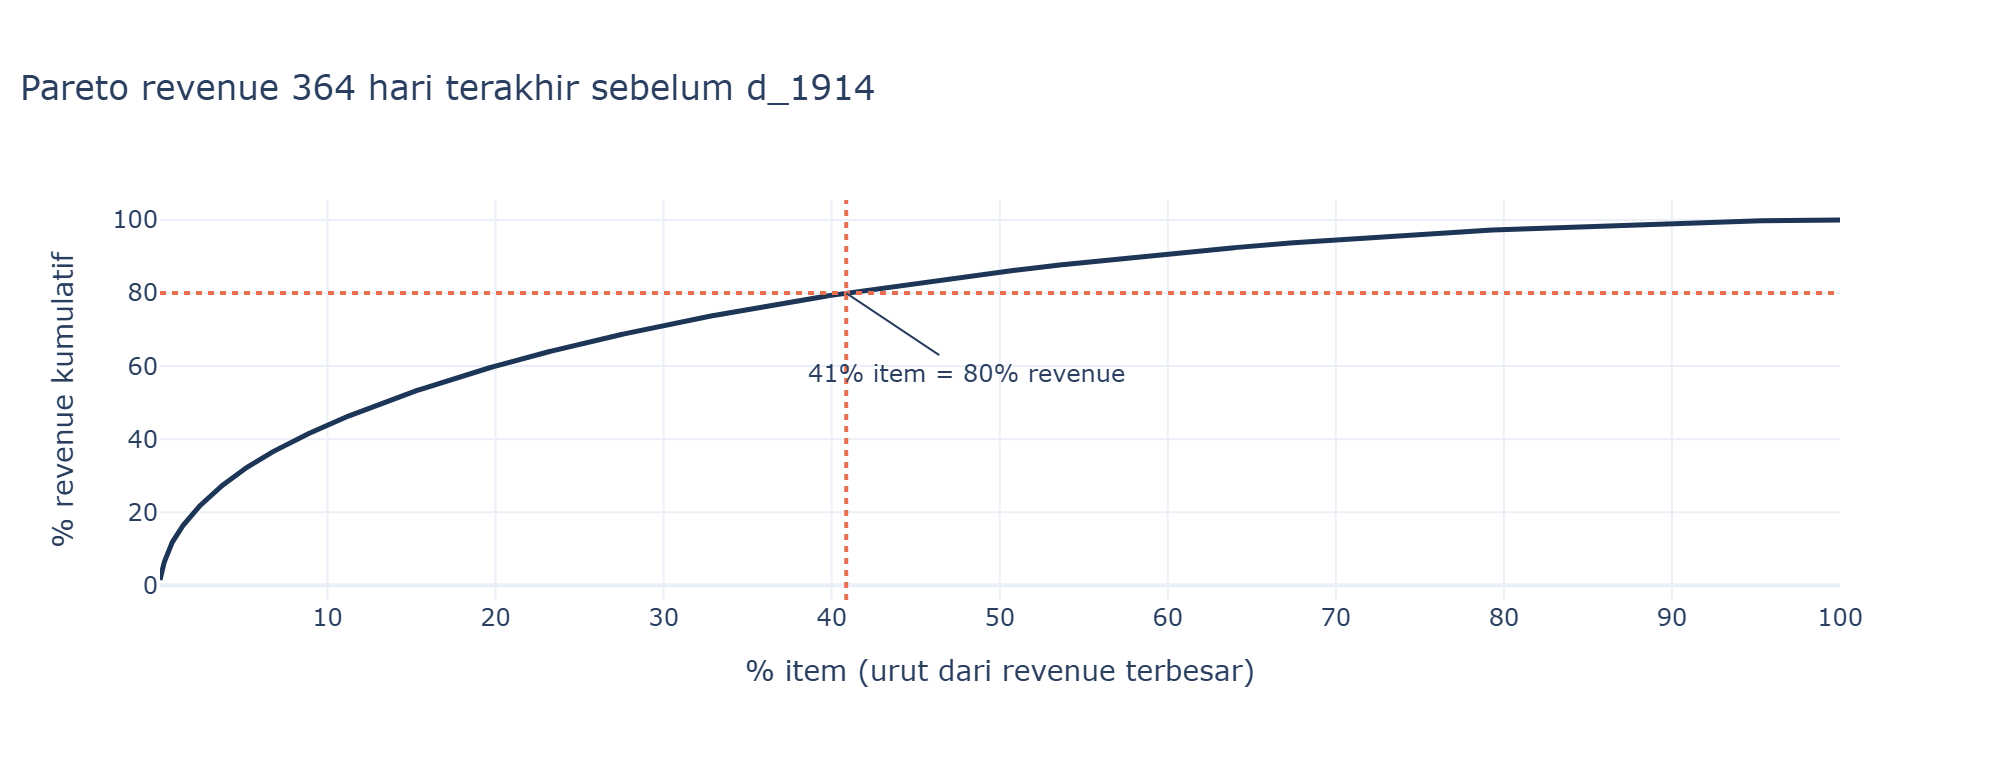 Pareto revenue 364 hari terakhir sebelum d_1914
% revenue kumulatif
100
80
60
40
20
0
41% item = 80% revenue
10 20 30 40 50 60 70 80 90 100
% item (urut dari revenue terbesar)